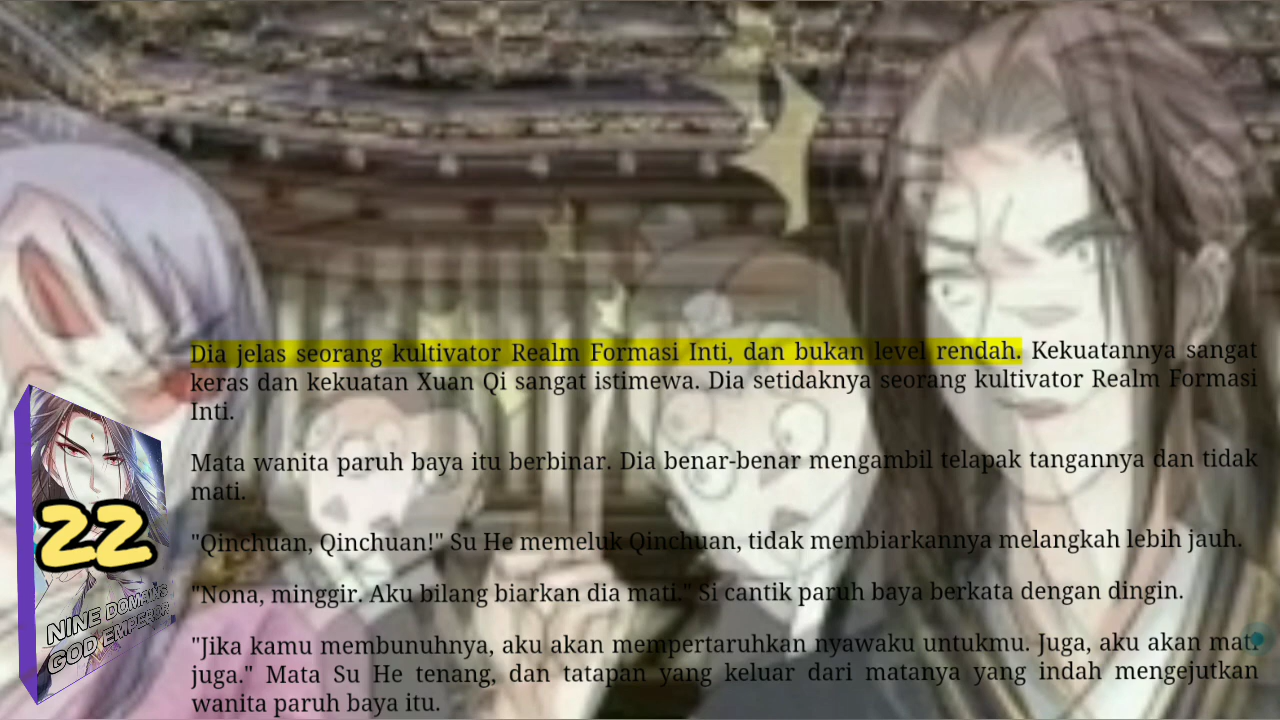 Dia jelas seorang kultivator Realm Formasi Inti, dan bukan level rendah. Kekuatannya sangat
keras dan kekuatan Xuan Qi sangat istimewa. Dia setidaknya seorang kultivator Realm Formasi
Inti.
Mata wanita paruh baya itu berbinar. Dia benar-benar mengambil telapak tangannya dan tidak
mati.
"Qinchuan, Qinchuan!" Su He memeluk Qinchuan, tidak membiarkannya melangkah lebih jauh.
"Nona, minggir. Aku bilang biarkan dia mati." Si cantik paruh baya berkata dengan dingin.
"Jika kamu membunuhnya, aku akan mempertaruhkan nyawaku untukmu. Juga, aku akan mati
juga." Mata Su He tenang, dan tatapan yang keluar dari matanya yang indah mengejutkan
wanita paruh baya itu.
22
NINE DOMAINS
GOD EMPEROR